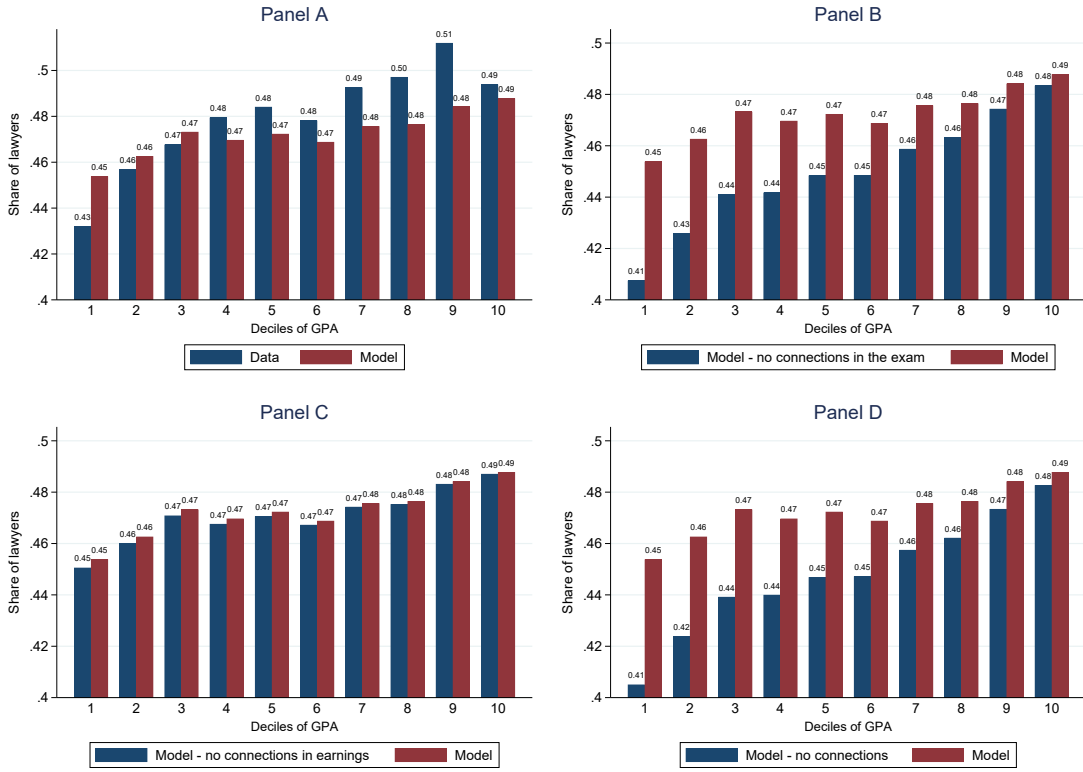 Panel A
Share of lawyers
.5
.48
.46
.44
.42
.4
0.43 0.45 0.46 0.46 0.47 0.47 0.48 0.47 0.48 0.47 0.48 0.47 0.49 0.48 0.50 0.48 0.51 0.48 0.49 0.49
1 2 3 4 5 6 7 8 9 10
Deciles of GPA
Data Model
Panel B
Share of lawyers
.5
.48
.46
.44
.42
.4
0.41 0.45 0.43 0.46 0.44 0.47 0.44 0.47 0.45 0.47 0.45 0.47 0.46 0.48 0.46 0.48 0.47 0.48 0.48 0.49
1 2 3 4 5 6 7 8 9 10
Deciles of GPA
Model - no connections in the exam Model
Panel C
Share of lawyers
.5
.48
.46
.44
.42
.4
0.45 0.45 0.46 0.46 0.47 0.47 0.47 0.47 0.47 0.47 0.47 0.47 0.47 0.48 0.48 0.48 0.48 0.48 0.49 0.49
1 2 3 4 5 6 7 8 9 10
Deciles of GPA
Model - no connections in earnings Model
Panel D
Share of lawyers
.5
.48
.46
.44
.42
.4
0.41 0.45 0.42 0.46 0.44 0.47 0.44 0.47 0.45 0.47 0.45 0.47 0.46 0.48 0.46 0.48 0.47 0.48 0.48 0.49
1 2 3 4 5 6 7 8 9 10
Deciles of GPA
Model - no connections Model